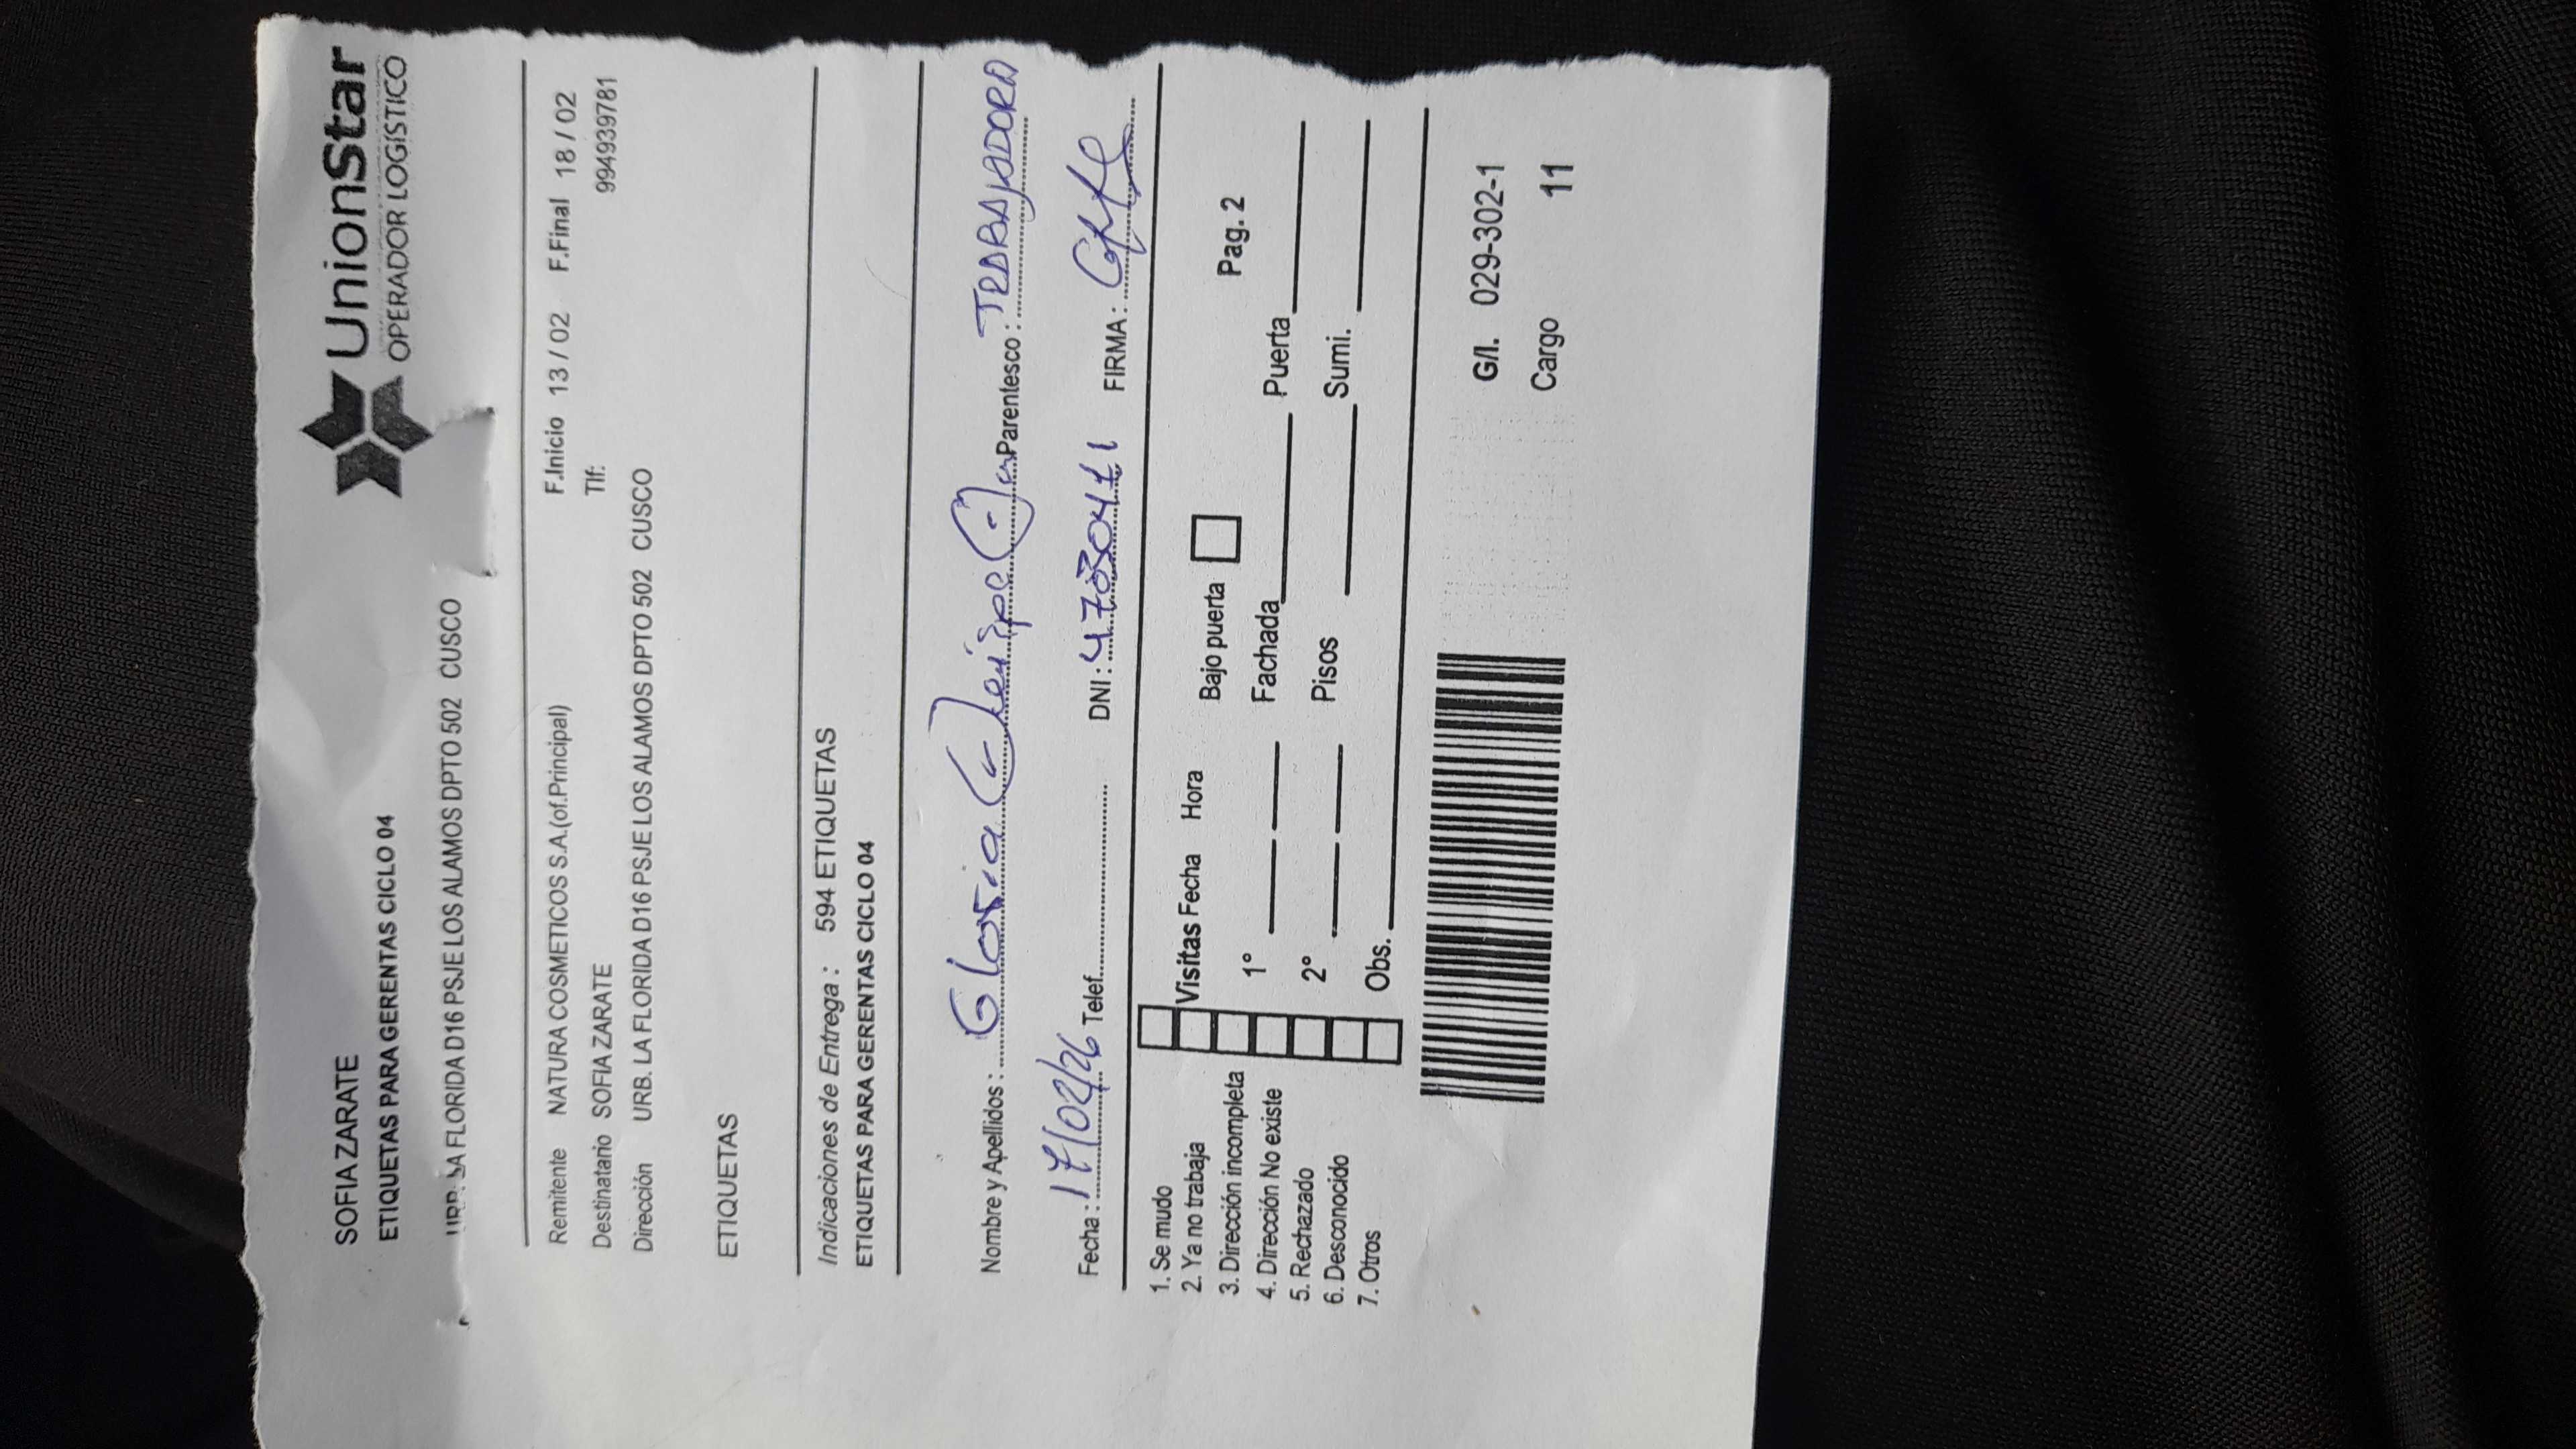 SOFIA ZARATE
ETIQUETAS PARA GERENTAS CICLO 04
UnionStar
OPERADOR LOGÍSTICO
LA FLORIDA D16 PSJE LOS ALAMOS DPTO 502 CUSCO
Remitente NATURA COSMETICOS S.A.(of.Principal) F.Inicio 13 / 02 F.Final 18 / 02
Destinatario SOFIA ZARATE Tlf: 994939781
Dirección URB. LA FLORIDA D16 PSJE LOS ALAMOS DPTO 502 CUSCO
ETIQUETAS
Indicaciones de Entrega : 594 ETIQUETAS
ETIQUETAS PARA GERENTAS CICLO 04
Nombre y Apellidos : Gloria Parentesco : TRABAJADORA
Fecha : 17/02/26 Telef. DNI : FIRMA :
1. Se mudo
2. Ya no trabaja Visitas Fecha Hora Bajo puerta Pag. 2
3. Dirección incompleta 1° Fachada Puerta
4. Dirección No existe
5. Rechazado 2° Pisos Sumi.
6. Desconocido
7. Otros Obs.
G/I. 029-302-1
Cargo 11